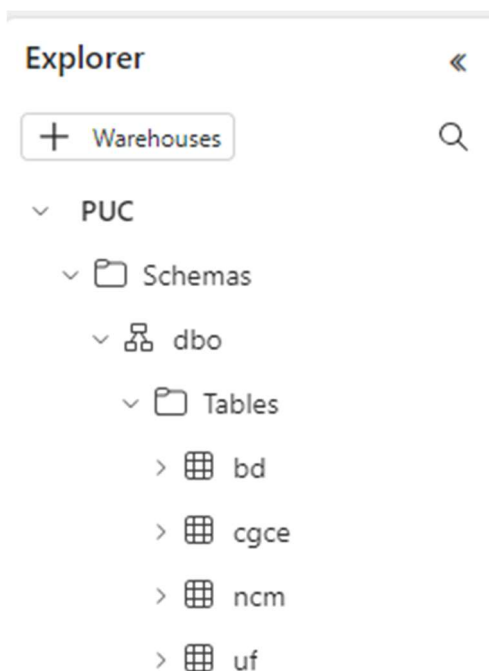 Explorer
Warehouses
PUC
Schemas
dbo
Tables
bd
cgce
ncm
uf